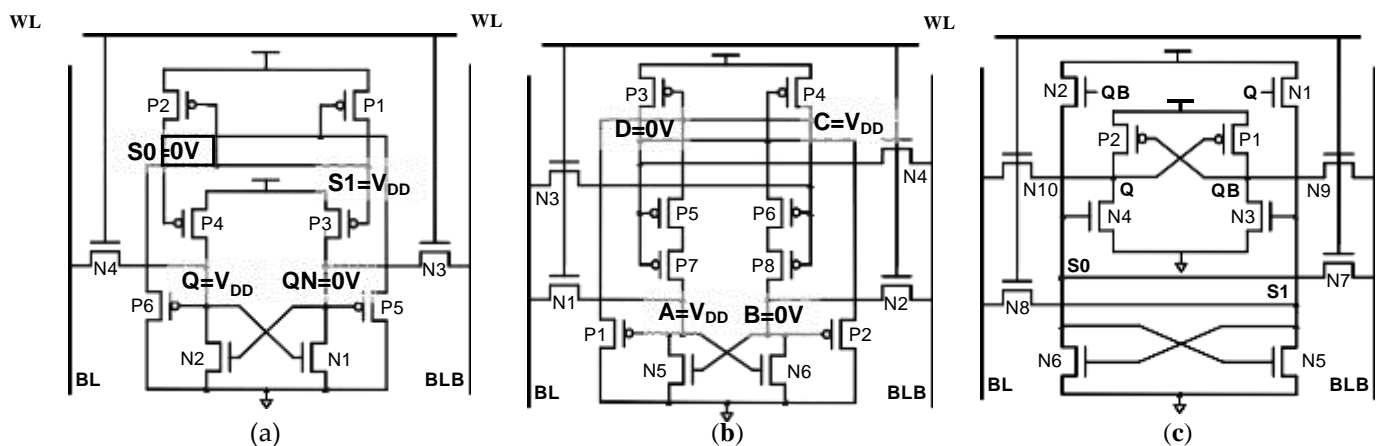 WL
WL
P2
P1
S0=0V
S1=VDD
P4
P3
N4
N3
Q=VDD
QN=0V
P6
P5
N2
N1
BL
BLB
(a)
P3
P4
D=0V
C=VDD
N4
N3
P5
P6
P7
P8
N1
N2
A=VDD
B=0V
P1
P2
N5
N6
BL
BLB
(b)
N2
QB
Q
N1
P2
P1
N10
Q
QB
N9
N4
N3
S0
N7
S1
N8
N6
N5
BL
BLB
(c)